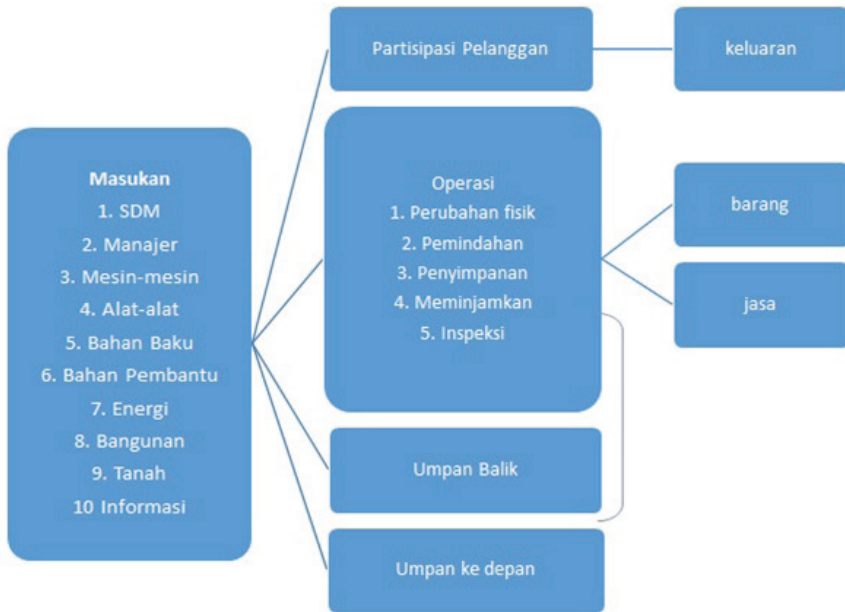 Masukan
1. SDM
2. Manajer
3. Mesin-mesin
4. Alat-alat
5. Bahan Baku
6. Bahan Pembantu
7. Energi
8. Bangunan
9. Tanah
10 Informasi
Partisipasi Pelanggan
keluaran
Operasi
1. Perubahan fisik
2. Pemindahan
3. Penyimpanan
4. Meminjamkan
5. Inspeksi
barang
jasa
Umpan Balik
Umpan ke depan